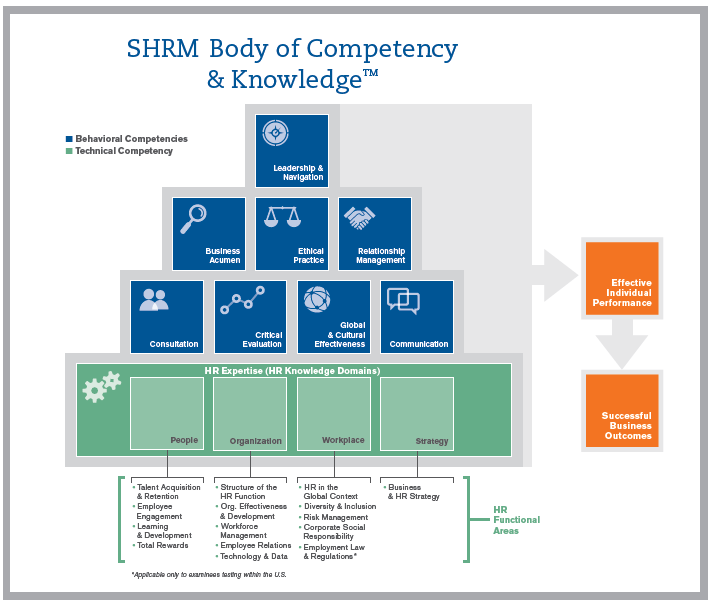 SHRM Body of Competency
& Knowledge™
Behavioral Competencies
Technical Competency
Leadership &
Navigation
Business
Acumen
Ethical
Practice
Relationship
Management
Consultation
Critical
Evaluation
Global
& Cultural
Effectiveness
Communication
Effective
Individual
Performance
Successful
Business
Outcomes
HR Expertise (HR Knowledge Domains)
People
Organization
Workplace
Strategy
• Talent Acquisition
& Retention
• Employee
Engagement
• Learning
& Development
• Total Rewards
• Structure of the
HR Function
• Org. Effectiveness
& Development
• Workforce
Management
• Employee Relations
• Technology & Data
• HR in the
Global Context
• Diversity & Inclusion
• Risk Management
• Corporate Social
Responsibility
• Employment Law
& Regulations*
• Business
& HR Strategy
HR
Functional
Areas
*Applicable only to examinees testing within the U.S.